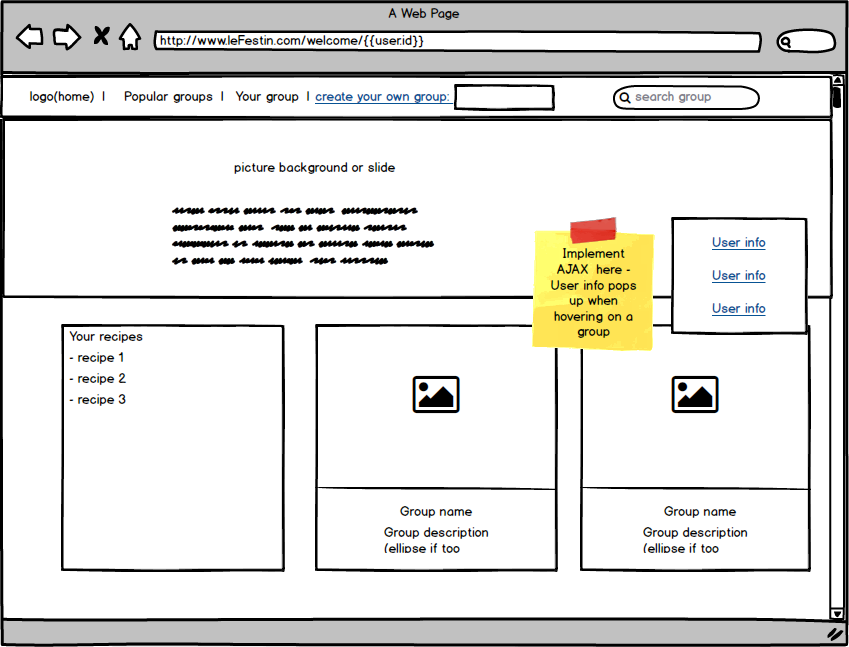 A Web Page
http://www.leFestin.com/welcome/{{user.id}}
logo(home) | Popular groups | Your group | create your own group:
search group
picture background or slide
Implement
AJAX here -
User info pops
up when
hovering on a
group
User info
User info
User info
Your recipes
- recipe 1
- recipe 2
- recipe 3
Group name
Group description
(ellipse if too
Group name
Group description
(ellipse if too